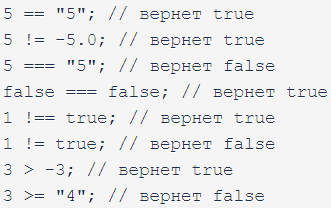 5 == "5"; // вернет true
5 != -5.0; // вернет true
5 === "5"; // вернет false
false === false; // вернет true
1 !== true; // вернет true
1 != true; // вернет false
3 > -3; // вернет true
3 >= "4"; // вернет false